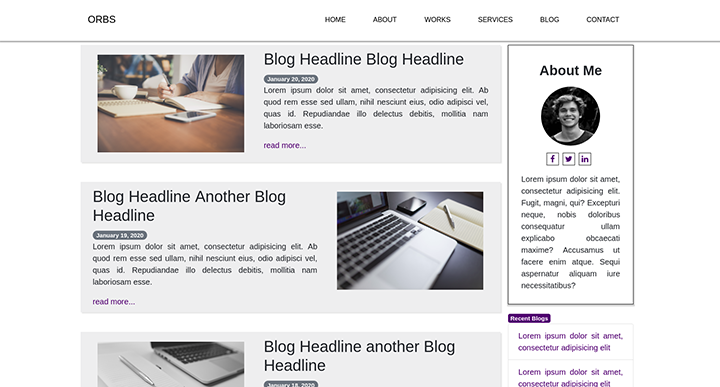 ORBS
HOME ABOUT WORKS SERVICES BLOG CONTACT
Blog Headline Blog Headline
January 20, 2020
Lorem ipsum dolor sit amet, consectetur adipisicing elit. Ab
quod rem esse sed ullam, nihil nesciunt eius, odio adipisci vel,
quas id. Repudiandae illo delectus debitis, mollitia nam
laboriosam esse.
read more...
Blog Headline Another Blog
Headline
January 19, 2020
Lorem ipsum dolor sit amet, consectetur adipisicing elit. Ab
quod rem esse sed ullam, nihil nesciunt eius, odio adipisci vel,
quas id. Repudiandae illo delectus debitis, mollitia nam
laboriosam esse.
read more...
Blog Headline another Blog
Headline
January 18, 2020
About Me
Lorem ipsum dolor sit amet,
consectetur adipisicing elit.
Fugit, magni, qui? Excepturi
neque, nobis doloribus
consequatur ullam
explicabo obcaecati
maxime? Accusamus ut
facere enim atque. Sequi
aspernatur aliquam iure
necessitatibus?
Recent Blogs
Lorem ipsum dolor sit amet,
consectetur adipisicing elit
Lorem ipsum dolor sit amet,
consectetur adipisicing elit